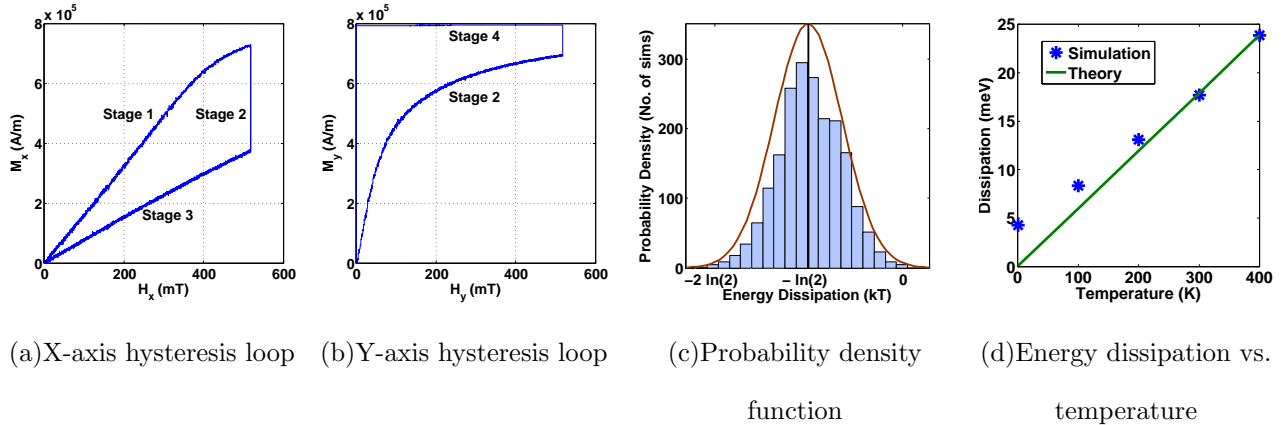 8 x 10⁵
6
4
2
0
0 200 400 600
M_x (A/m)
H_x (mT)
Stage 1
Stage 2
Stage 3
(a)X-axis hysteresis loop
8 x 10⁵
6
4
2
0
0 200 400 600
M_y (A/m)
H_y (mT)
Stage 4
Stage 2
(b)Y-axis hysteresis loop
300
200
100
0
−2 ln(2) − ln(2) 0
Probability Density (No. of sims)
Energy Dissipation (kT)
(c)Probability density
function
25
20
15
10
5
0
0 100 200 300 400
Dissipation (meV)
Temperature (K)
Simulation
Theory
(d)Energy dissipation vs.
temperature